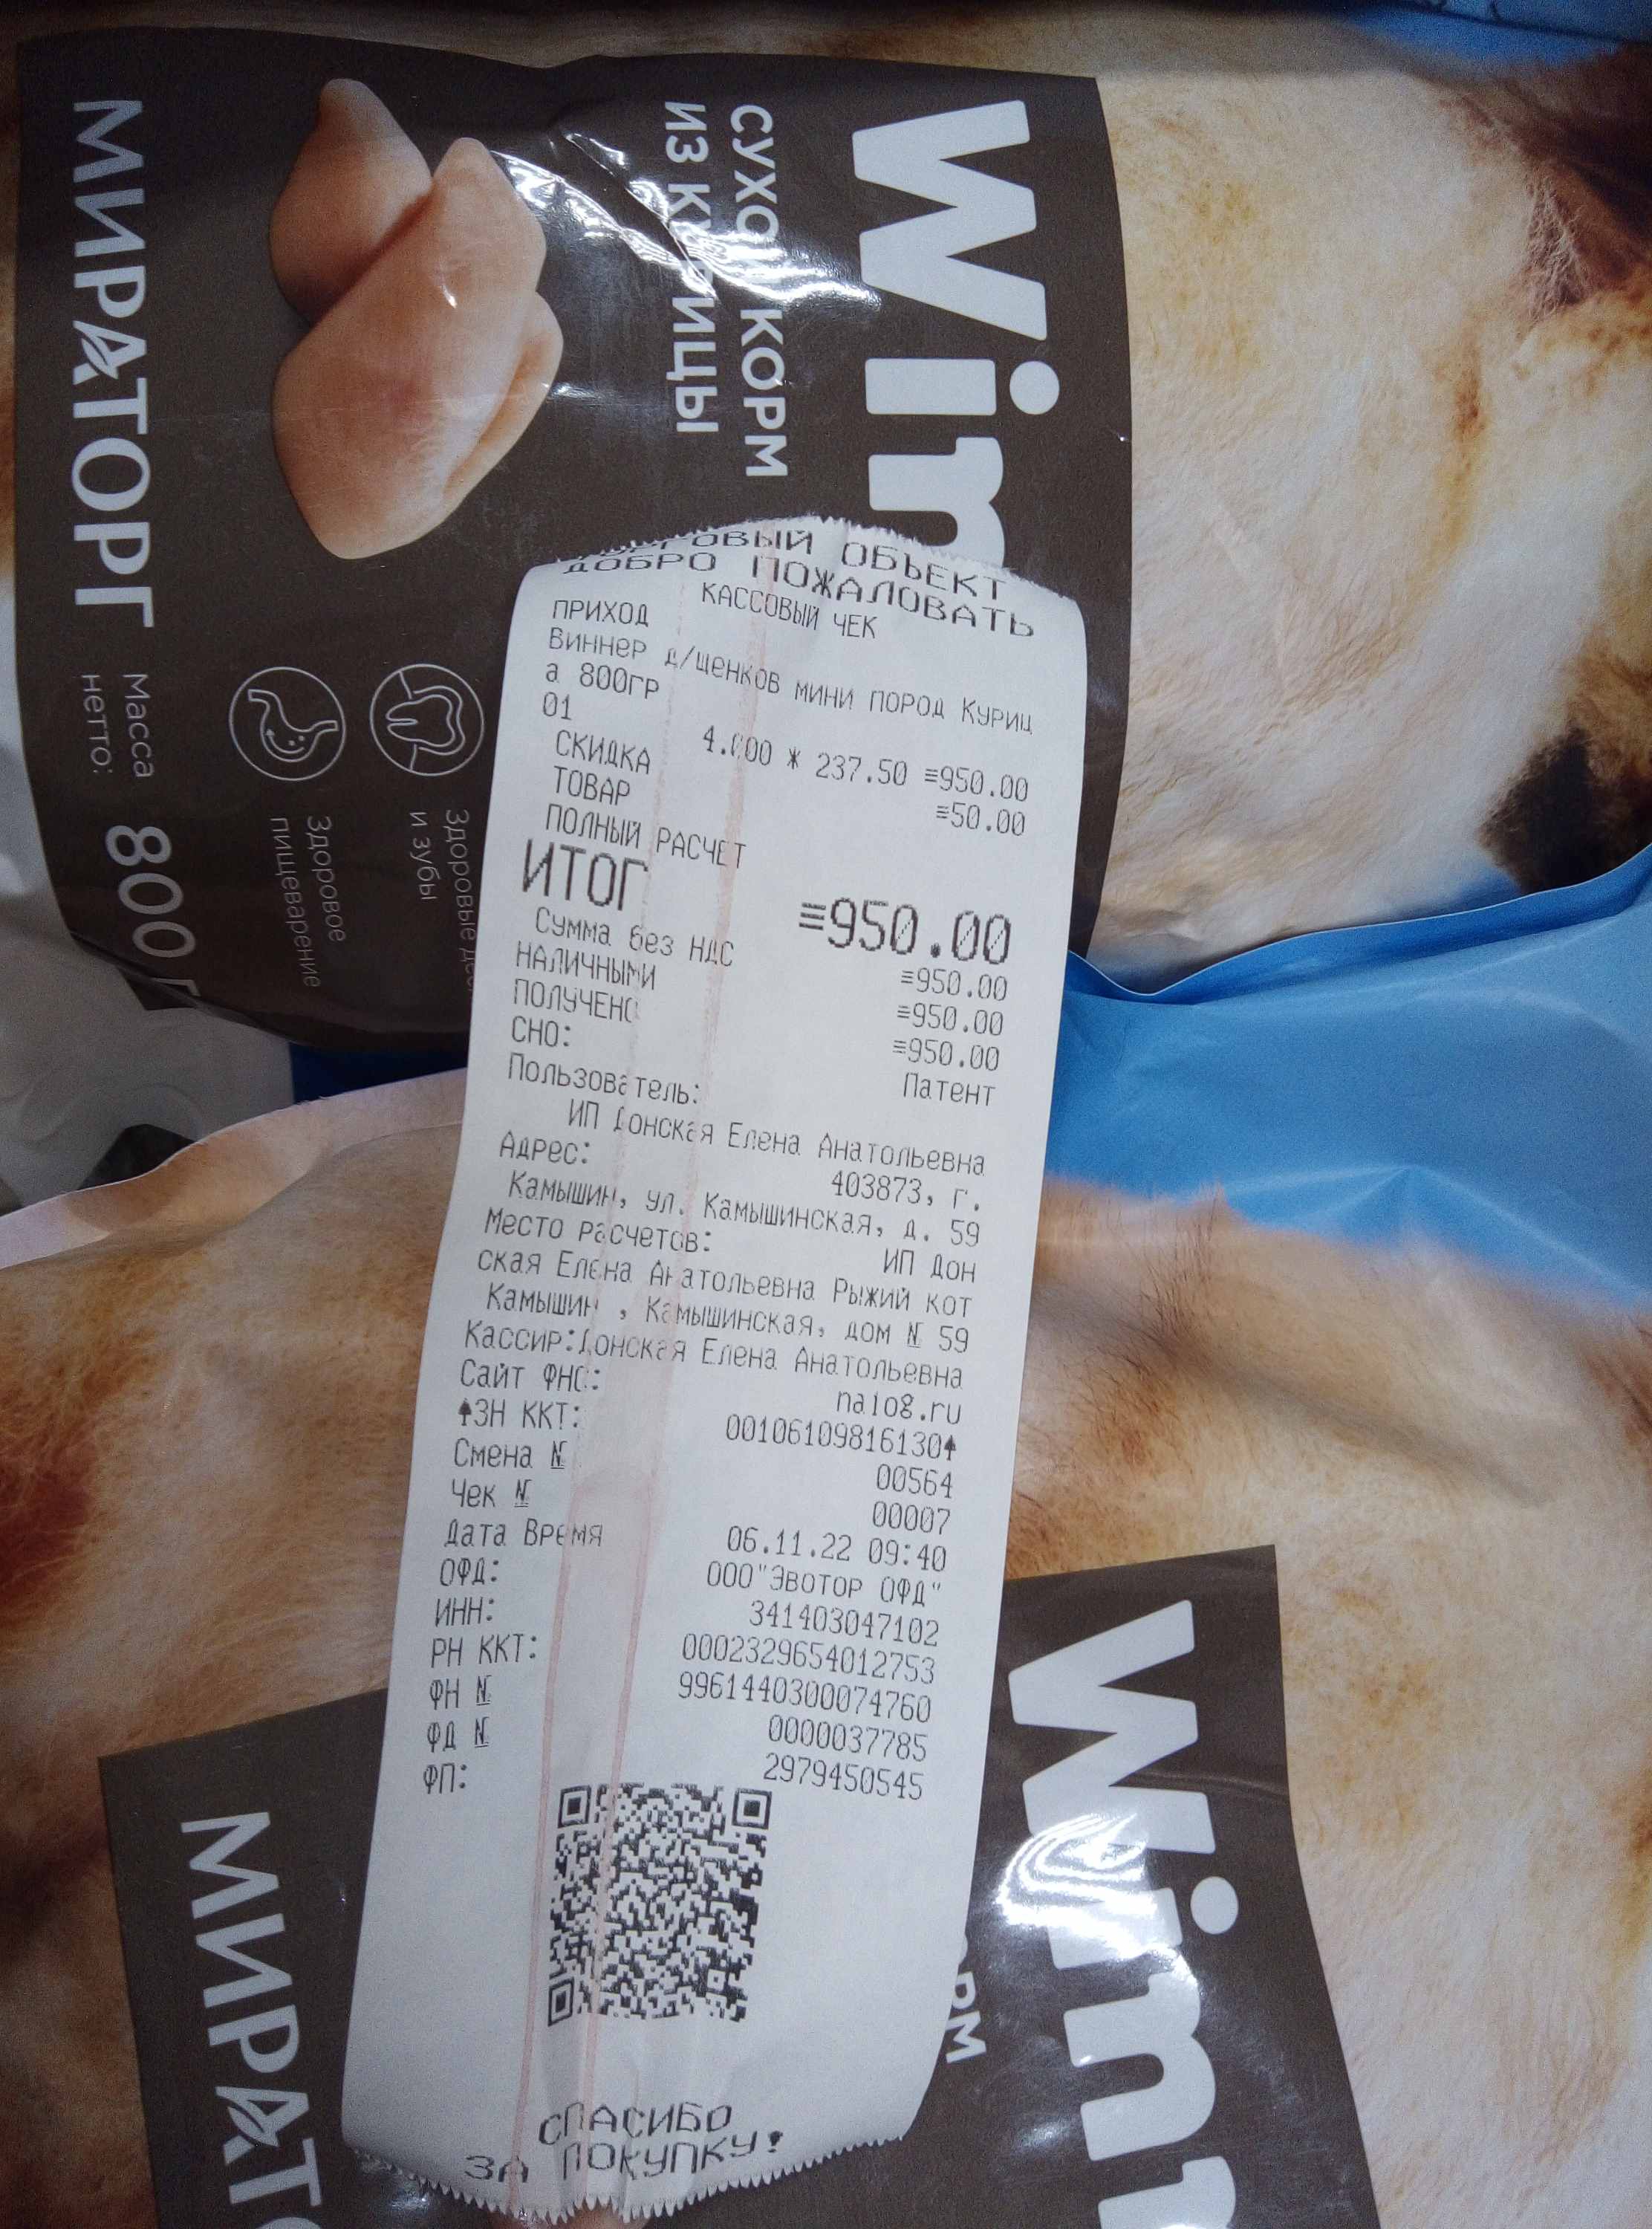 Winn
СУХОЙ КОРМ
ИЗ КУРИЦЫ
МИРАТОРГ
Масса
нетто:
800 г
Здоровые
и зубы
Здоровое
пищеварение
ОБЪЕКТ
ДОБРО ПОЖАЛОВАТЬ
КАССОВЫЙ ЧЕК
ПРИХОД
Виннер д/щенков мини пород Куриц
а 800гр
01
4.000 * 237.50 ≡950.00
СКИДКА ≡50.00
ТОВАР
ПОЛНЫЙ РАСЧЕТ
ИТОГ ≡950.00
Сумма без НДС ≡950.00
НАЛИЧНЫМИ ≡950.00
ПОЛУЧЕНО ≡950.00
СНО: Патент
Пользователь:
ИП Донская Елена Анатольевна
Адрес: 403873, г.
Камышин, ул. Камышинская, д. 59
Место расчетов: ИП Дон
ская Елена Анатольевна Рыжий кот
Камышин , Камышинская, дом № 59
Кассир:Донская Елена Анатольевна
Сайт ФНС: nalog.ru
ЗН ККТ: 00106109816130
Смена № 00564
Чек № 00007
Дата Время 06.11.22 09:40
ОФД: ООО"Эвотор ОФД"
ИНН: 341403047102
РН ККТ: 0002329654012753
ФН № 9961440300074760
ФД № 0000037785
ФП: 2979450545
СПАСИБО
ЗА ПОКУПКУ!
Winn
МИРАТО